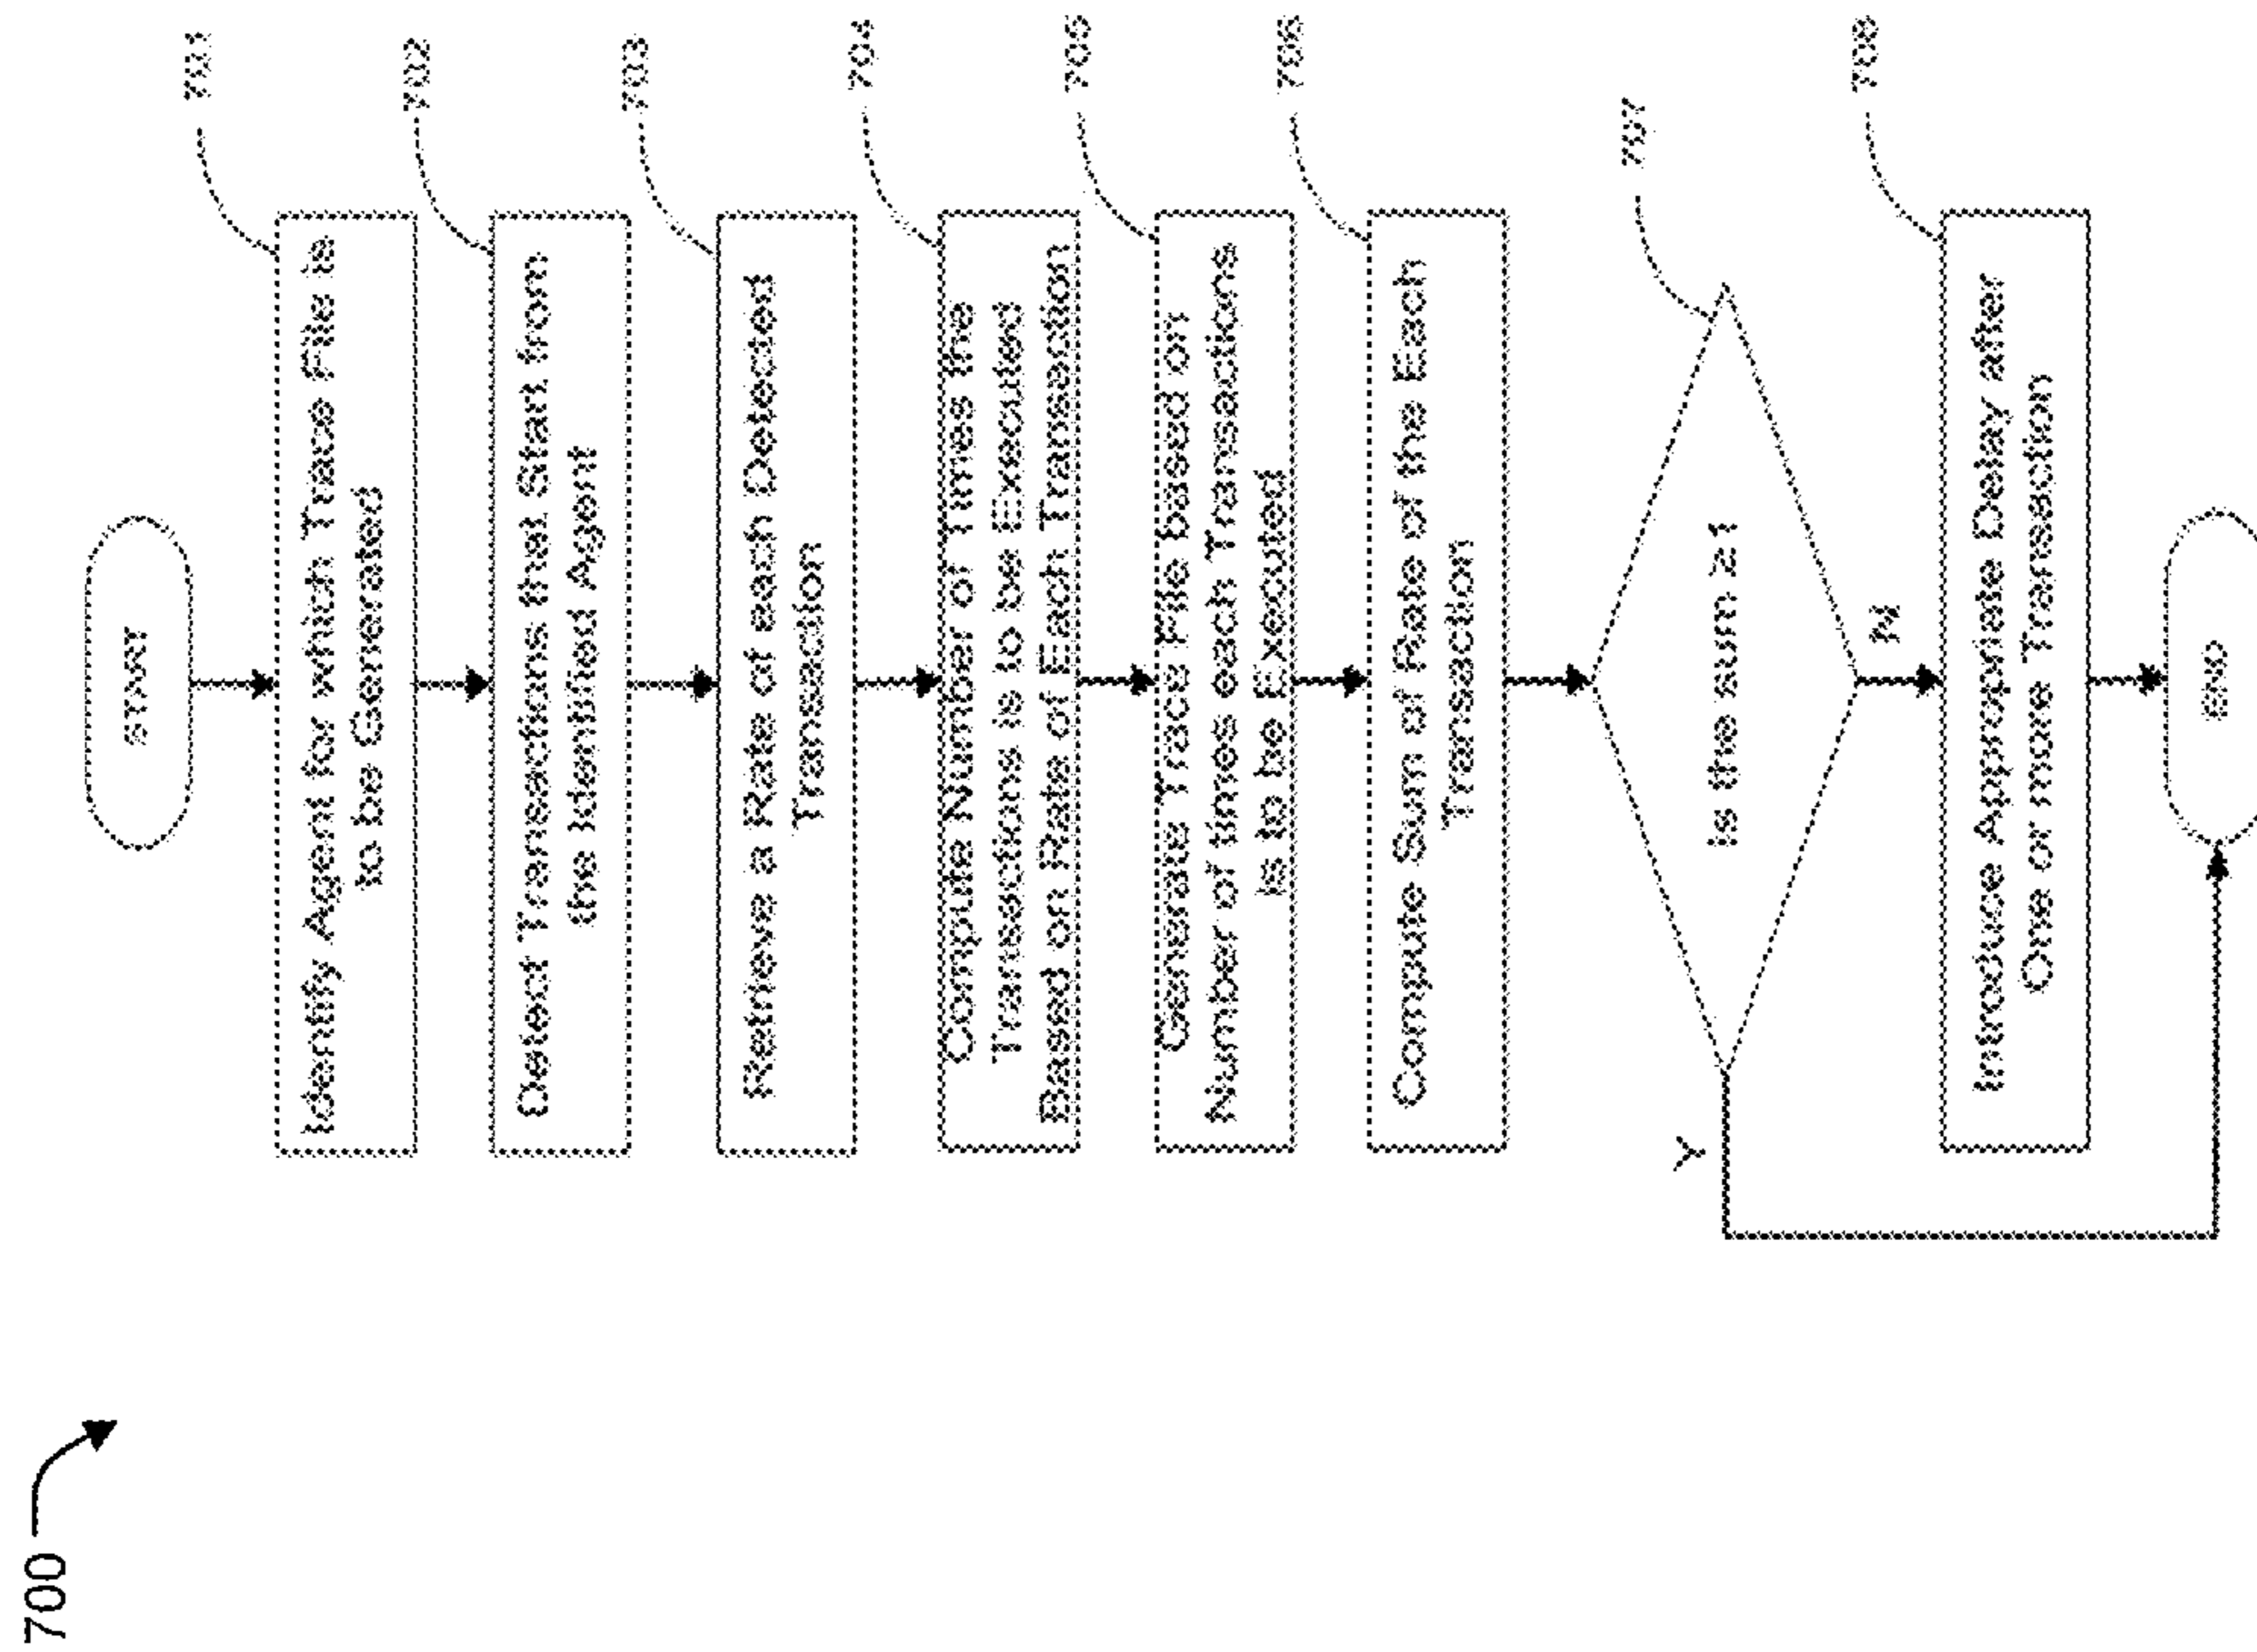 700
START
701
Identify Agent for which Trace File is
to be Generated
702
Detect Transactions that Start from
the Identified Agent
703
Retrieve a Rate of each Detected
Transaction
704
Compute Number of Times the
Transactions is to be Executed
Based on Rate of Each Transaction
705
Generate Trace File based on
Number of times each Transactions
is to be Executed
706
Compute Sum of Rate of the Each
Transaction
707
Is the sum ≥1
Y
N
708
Introduce Appropriate Delay after
One or more Transaction
END